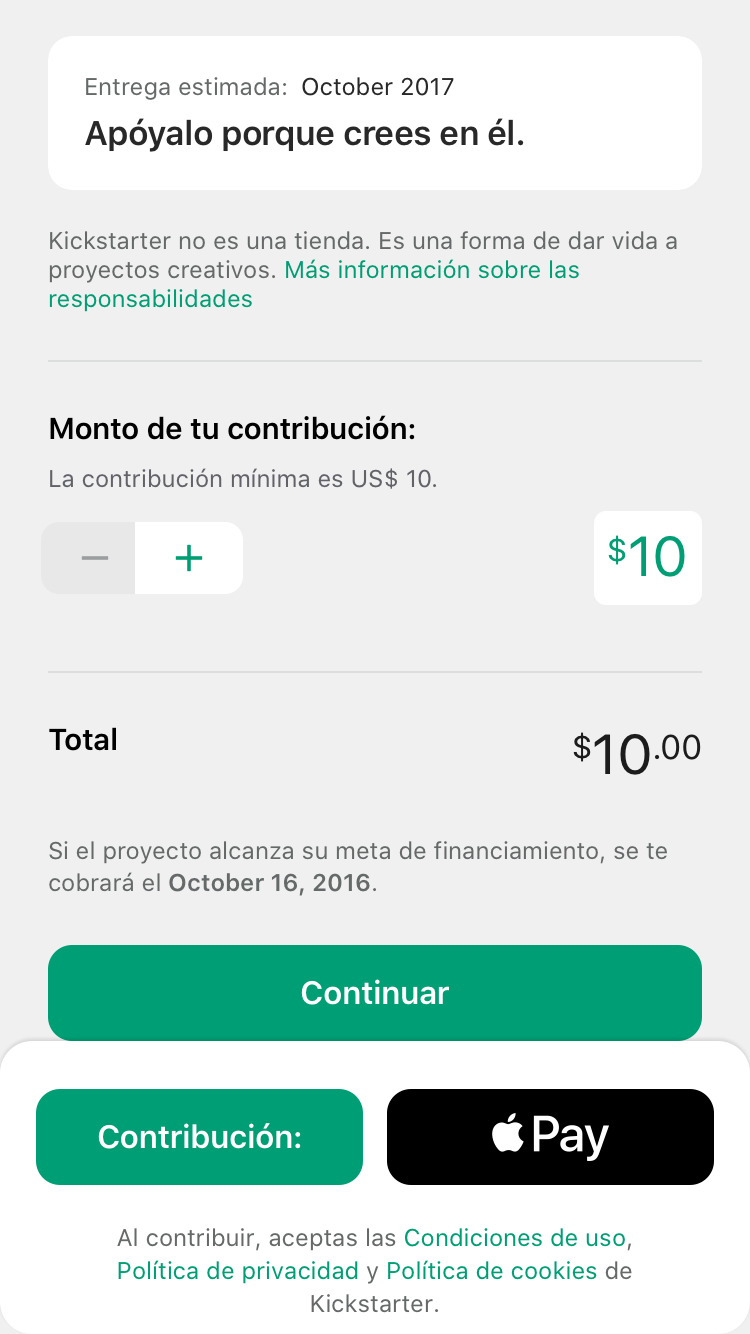 Entrega estimada: October 2017
Apóyalo porque crees en él.
Kickstarter no es una tienda. Es una forma de dar vida a
proyectos creativos. Más información sobre las
responsabilidades
Monto de tu contribución:
La contribución mínima es US$ 10.
− + $10
Total $10.00
Si el proyecto alcanza su meta de financiamiento, se te
cobrará el October 16, 2016.
Continuar
Contribución: Pay
Al contribuir, aceptas las Condiciones de uso,
Política de privacidad y Política de cookies de
Kickstarter.